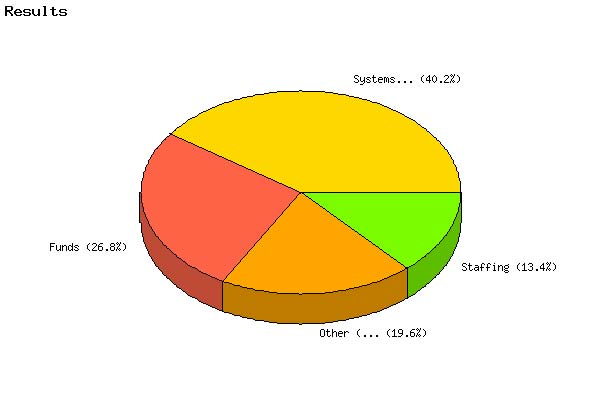 Results
Systems... (40.2%)
Funds (26.8%)
Staffing (13.4%)
Other (... (19.6%)